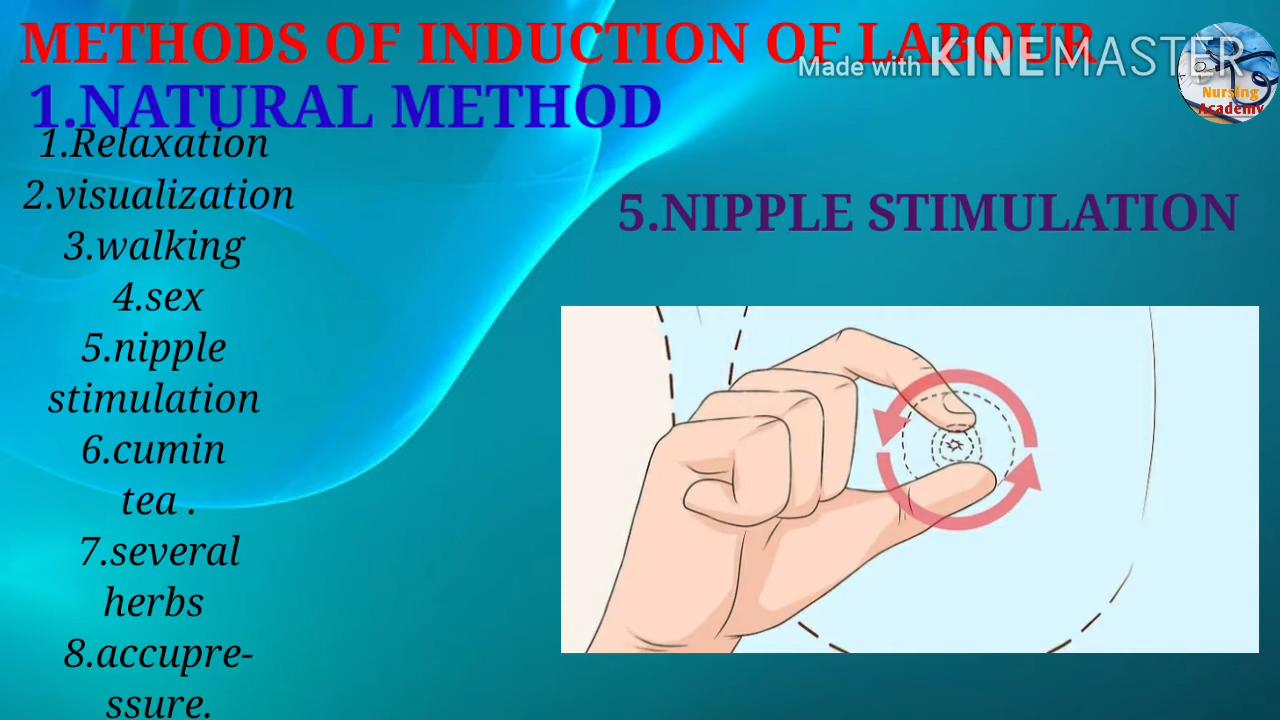 METHODS OF INDUCTION OF LABOUR
Made with KINEMASTER
Nursing
Academy
1.NATURAL METHOD
1.Relaxation
2.visualization
3.walking
4.sex
5.nipple
stimulation
6.cumin
tea .
7.several
herbs
8.accupre-
ssure.
5.NIPPLE STIMULATION